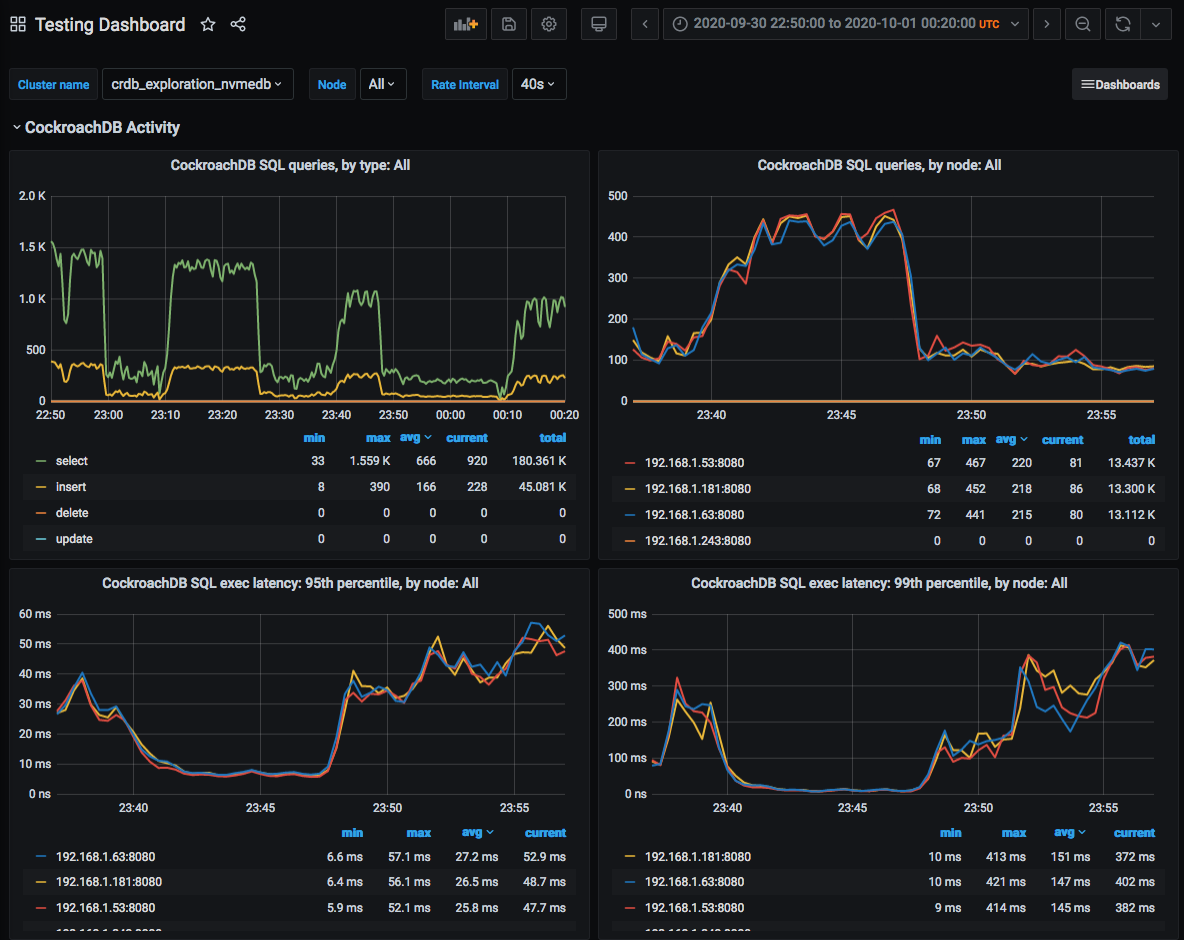 Testing Dashboard
2020-09-30 22:50:00 to 2020-10-01 00:20:00 UTC
Cluster name crdb_exploration_nvmedb Node All Rate Interval 40s Dashboards
CockroachDB Activity
CockroachDB SQL queries, by type: All
2.0 K
1.5 K
1.0 K
500
0
22:50 23:00 23:10 23:20 23:30 23:40 23:50 00:00 00:10 00:20
min max avg current total
select 33 1.559 K 666 920 180.361 K
insert 8 390 166 228 45.081 K
delete 0 0 0 0 0
update 0 0 0 0 0
CockroachDB SQL queries, by node: All
500
400
300
200
100
0
23:40 23:45 23:50 23:55
min max avg current total
192.168.1.53:8080 67 467 220 81 13.437 K
192.168.1.181:8080 68 452 218 86 13.300 K
192.168.1.63:8080 72 441 215 80 13.112 K
192.168.1.243:8080 0 0 0 0 0
CockroachDB SQL exec latency: 95th percentile, by node: All
60 ms
50 ms
40 ms
30 ms
20 ms
10 ms
0 ns
23:40 23:45 23:50 23:55
min max avg current
192.168.1.63:8080 6.6 ms 57.1 ms 27.2 ms 52.9 ms
192.168.1.181:8080 6.4 ms 56.1 ms 26.5 ms 48.7 ms
192.168.1.53:8080 5.9 ms 52.1 ms 25.8 ms 47.7 ms
CockroachDB SQL exec latency: 99th percentile, by node: All
500 ms
400 ms
300 ms
200 ms
100 ms
0 ns
23:40 23:45 23:50 23:55
min max avg current
192.168.1.181:8080 10 ms 413 ms 151 ms 372 ms
192.168.1.63:8080 10 ms 421 ms 147 ms 402 ms
192.168.1.53:8080 9 ms 414 ms 145 ms 382 ms